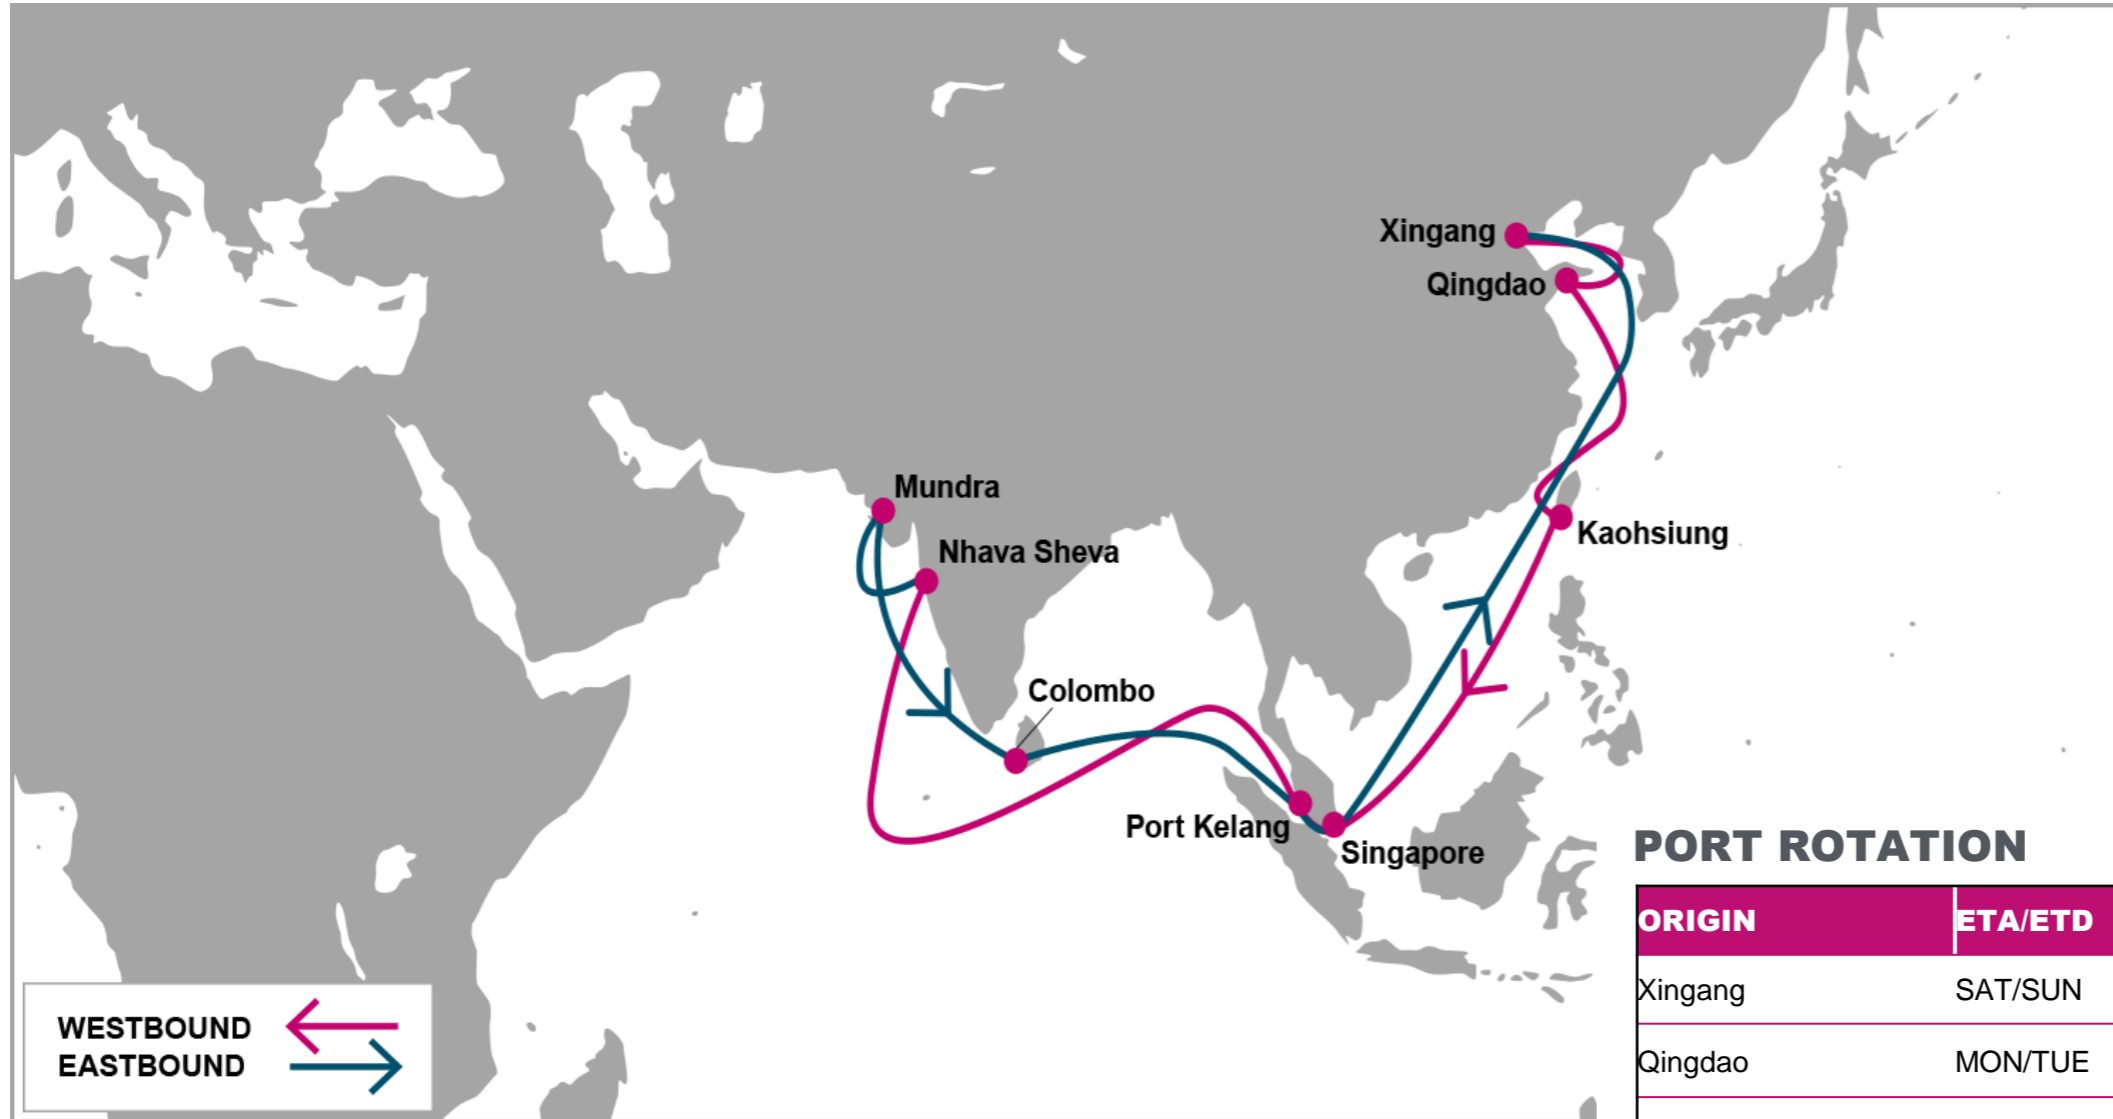 Xingang
Qingdao
Mundra
Nhava Sheva
Kaohsiung
Colombo
Port Kelang
Singapore
WESTBOUND
EASTBOUND
PORT ROTATION
ORIGIN ETA/ETD
Xingang SAT/SUN
Qingdao MON/TUE